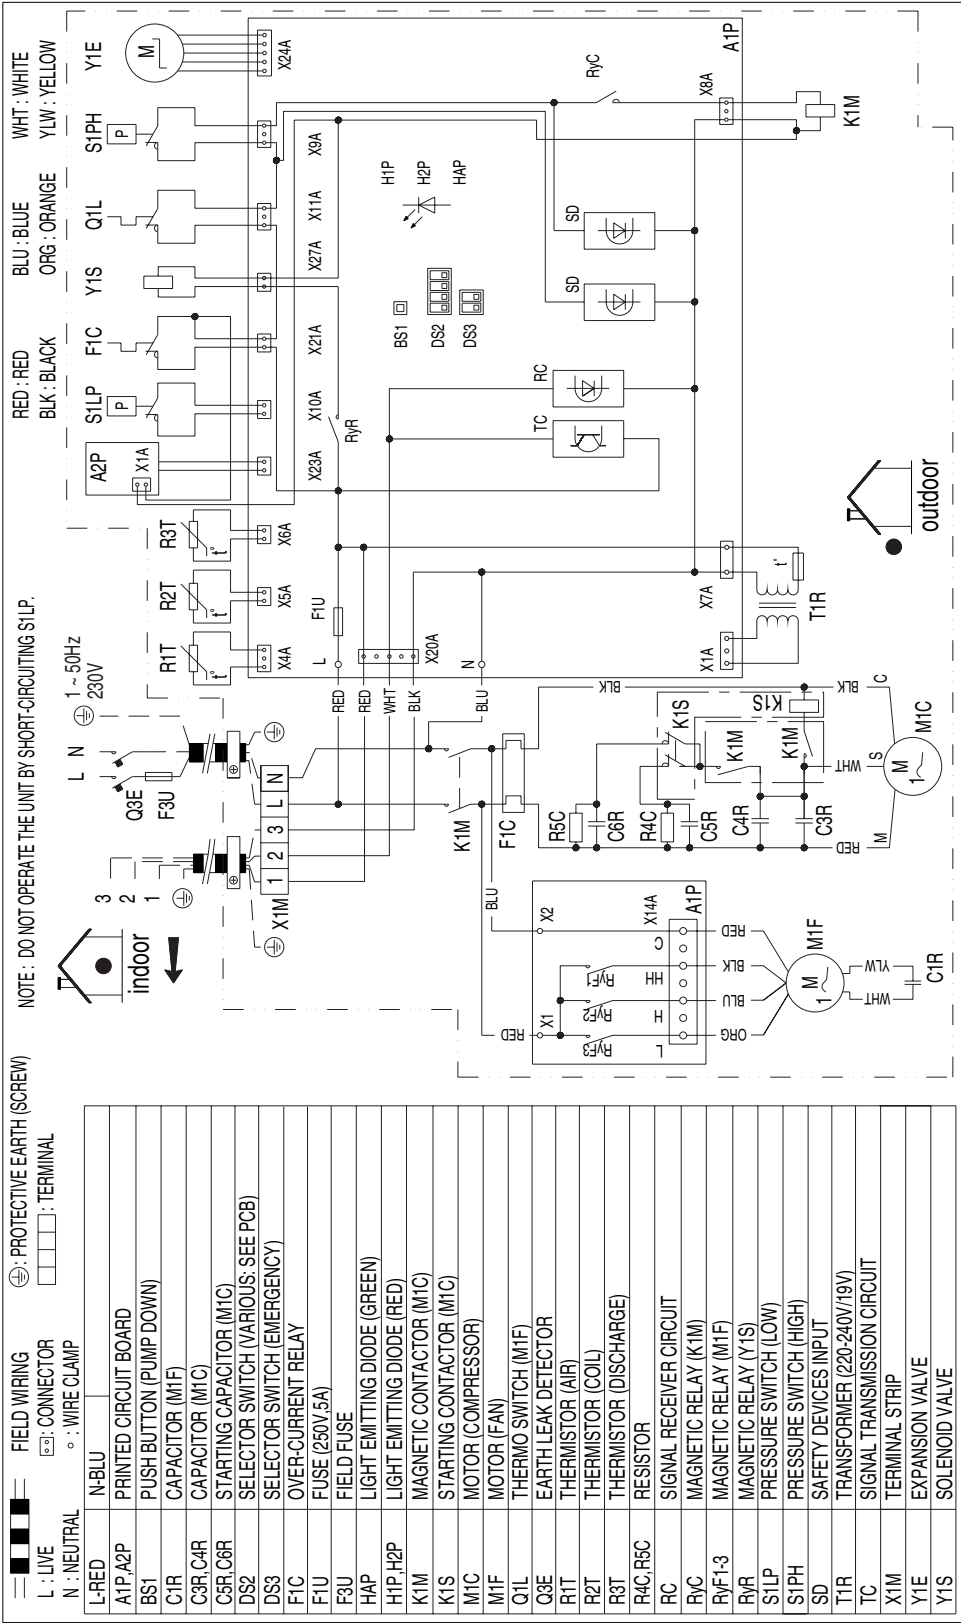 FIELD WIRING
: PROTECTIVE EARTH (SCREW)
L : LIVE
: CONNECTOR
: TERMINAL
N : NEUTRAL
: WIRE CLAMP
L-RED N-BLU
A1P,A2P PRINTED CIRCUIT BOARD
BS1 PUSH BUTTON (PUMP DOWN)
C1R CAPACITOR (M1F)
C3R,C4R CAPACITOR (M1C)
C5R,C6R STARTING CAPACITOR (M1C)
DS2 SELECTOR SWITCH (VARIOUS: SEE PCB)
DS3 SELECTOR SWITCH (EMERGENCY)
F1C OVER-CURRENT RELAY
F1U FUSE (250V,5A)
F3U FIELD FUSE
HAP LIGHT EMITTING DIODE (GREEN)
H1P,H2P LIGHT EMITTING DIODE (RED)
K1M MAGNETIC CONTACTOR (M1C)
K1S STARTING CONTACTOR (M1C)
M1C MOTOR (COMPRESSOR)
M1F MOTOR (FAN)
Q1L THERMO SWITCH (M1F)
Q3E EARTH LEAK DETECTOR
R1T THERMISTOR (AIR)
R2T THERMISTOR (COIL)
R3T THERMISTOR (DISCHARGE)
R4C,R5C RESISTOR
RC SIGNAL RECEIVER CIRCUIT
RyC MAGNETIC RELAY (K1M)
RyF1-3 MAGNETIC RELAY (M1F)
RyR MAGNETIC RELAY (Y1S)
S1LP PRESSURE SWITCH (LOW)
S1PH PRESSURE SWITCH (HIGH)
SD SAFETY DEVICES INPUT
T1R TRANSFORMER (220-240V/19V)
TC SIGNAL TRANSMISSION CIRCUIT
X1M TERMINAL STRIP
Y1E EXPANSION VALVE
Y1S SOLENOID VALVE
NOTE : DO NOT OPERATE THE UNIT BY SHORT-CIRCUITING S1LP.
RED : RED
BLU : BLUE
WHT : WHITE
BLK : BLACK
ORG : ORANGE
YLW : YELLOW
indoor
3
2
1
L N
1 ~ 50Hz
230V
Q3E
F3U
X1M
1 2 3 L N
R1T
t°
X4A
R2T
t°
X5A
R3T
t°
X6A
A2P
X1A
X23A
S1LP
P
X10A
F1C
X21A
Y1S
X27A
Q1L
X11A
S1PH
P
X9A
Y1E
M
X24A
A1P
RED
RED
WHT
BLK
BLU
L
F1U
X20A
N
RyR
BS1
DS2
DS3
H1P
H2P
HAP
TC
RC
SD
SD
RyC
X8A
K1M
X1A
X7A
T1R
t°
outdoor
K1M
F1C
BLU
RED
X1
X2
RyF3
RyF2
RyF1
L
H
HH
C
X14A
A1P
ORG
BLU
BLK
RED
M
1
M1F
WHT
YLW
C1R
R5C
C6R
R4C
C5R
C4R
C3R
K1S
K1M
K1M
K1S
BLK
RED
WHT
BLK
M
S
C
M
1
M1C